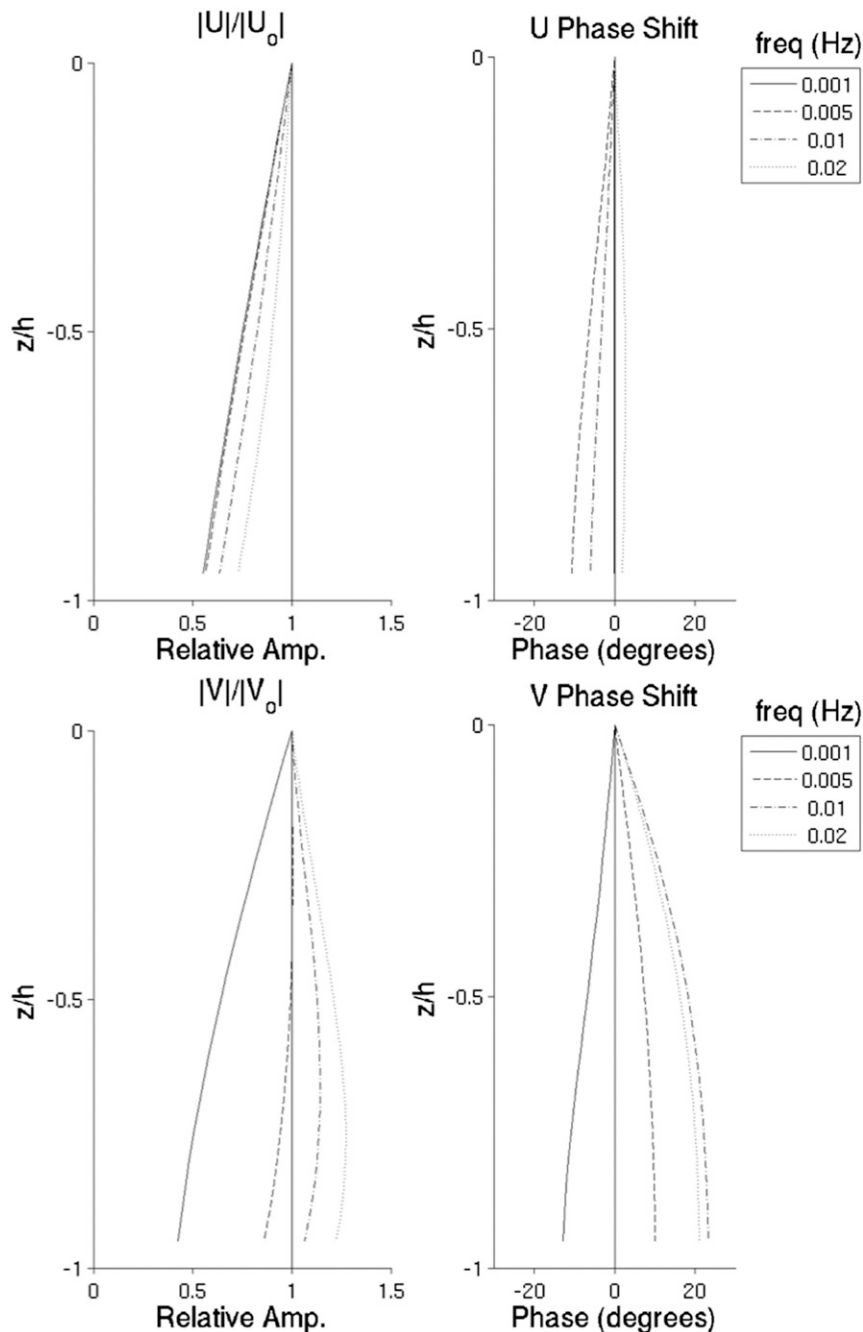 |U|/|U_o|
U Phase Shift
freq (Hz)
0.001
0.005
0.01
0.02
0
-0.5
-1
z/h
0 0.5 1 1.5
Relative Amp.
0
-0.5
-1
z/h
-20 0 20
Phase (degrees)
|V|/|V_o|
V Phase Shift
freq (Hz)
0.001
0.005
0.01
0.02
0
-0.5
-1
z/h
0 0.5 1 1.5
Relative Amp.
0
-0.5
-1
z/h
-20 0 20
Phase (degrees)